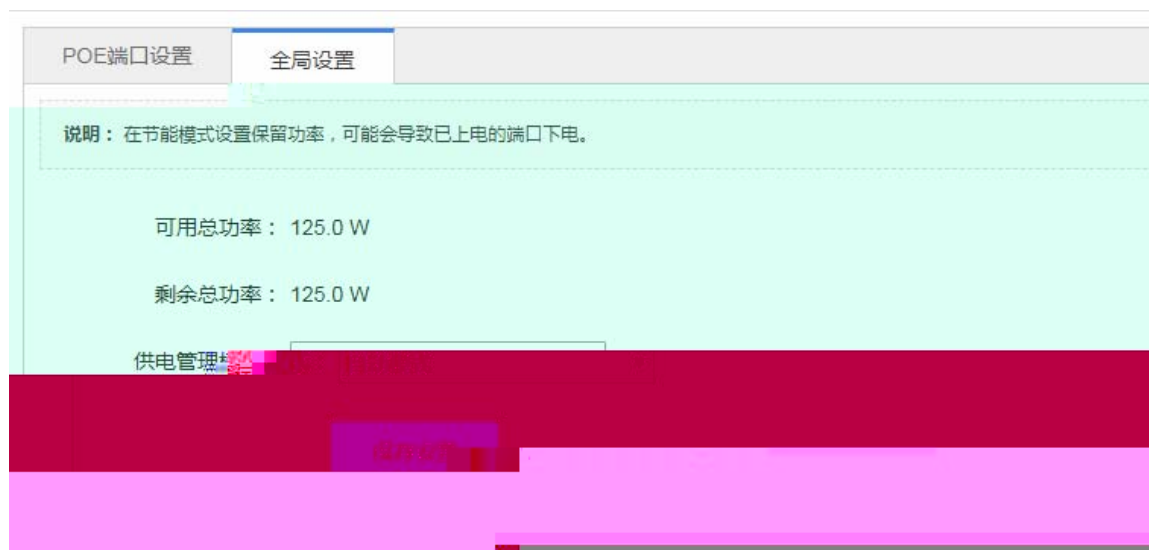 POE端口设置 全局设置
说明：在节能模式设置保留功率，可能会导致已上电的端口下电。
可用总功率：125.0 W
剩余总功率：125.0 W
供电管理